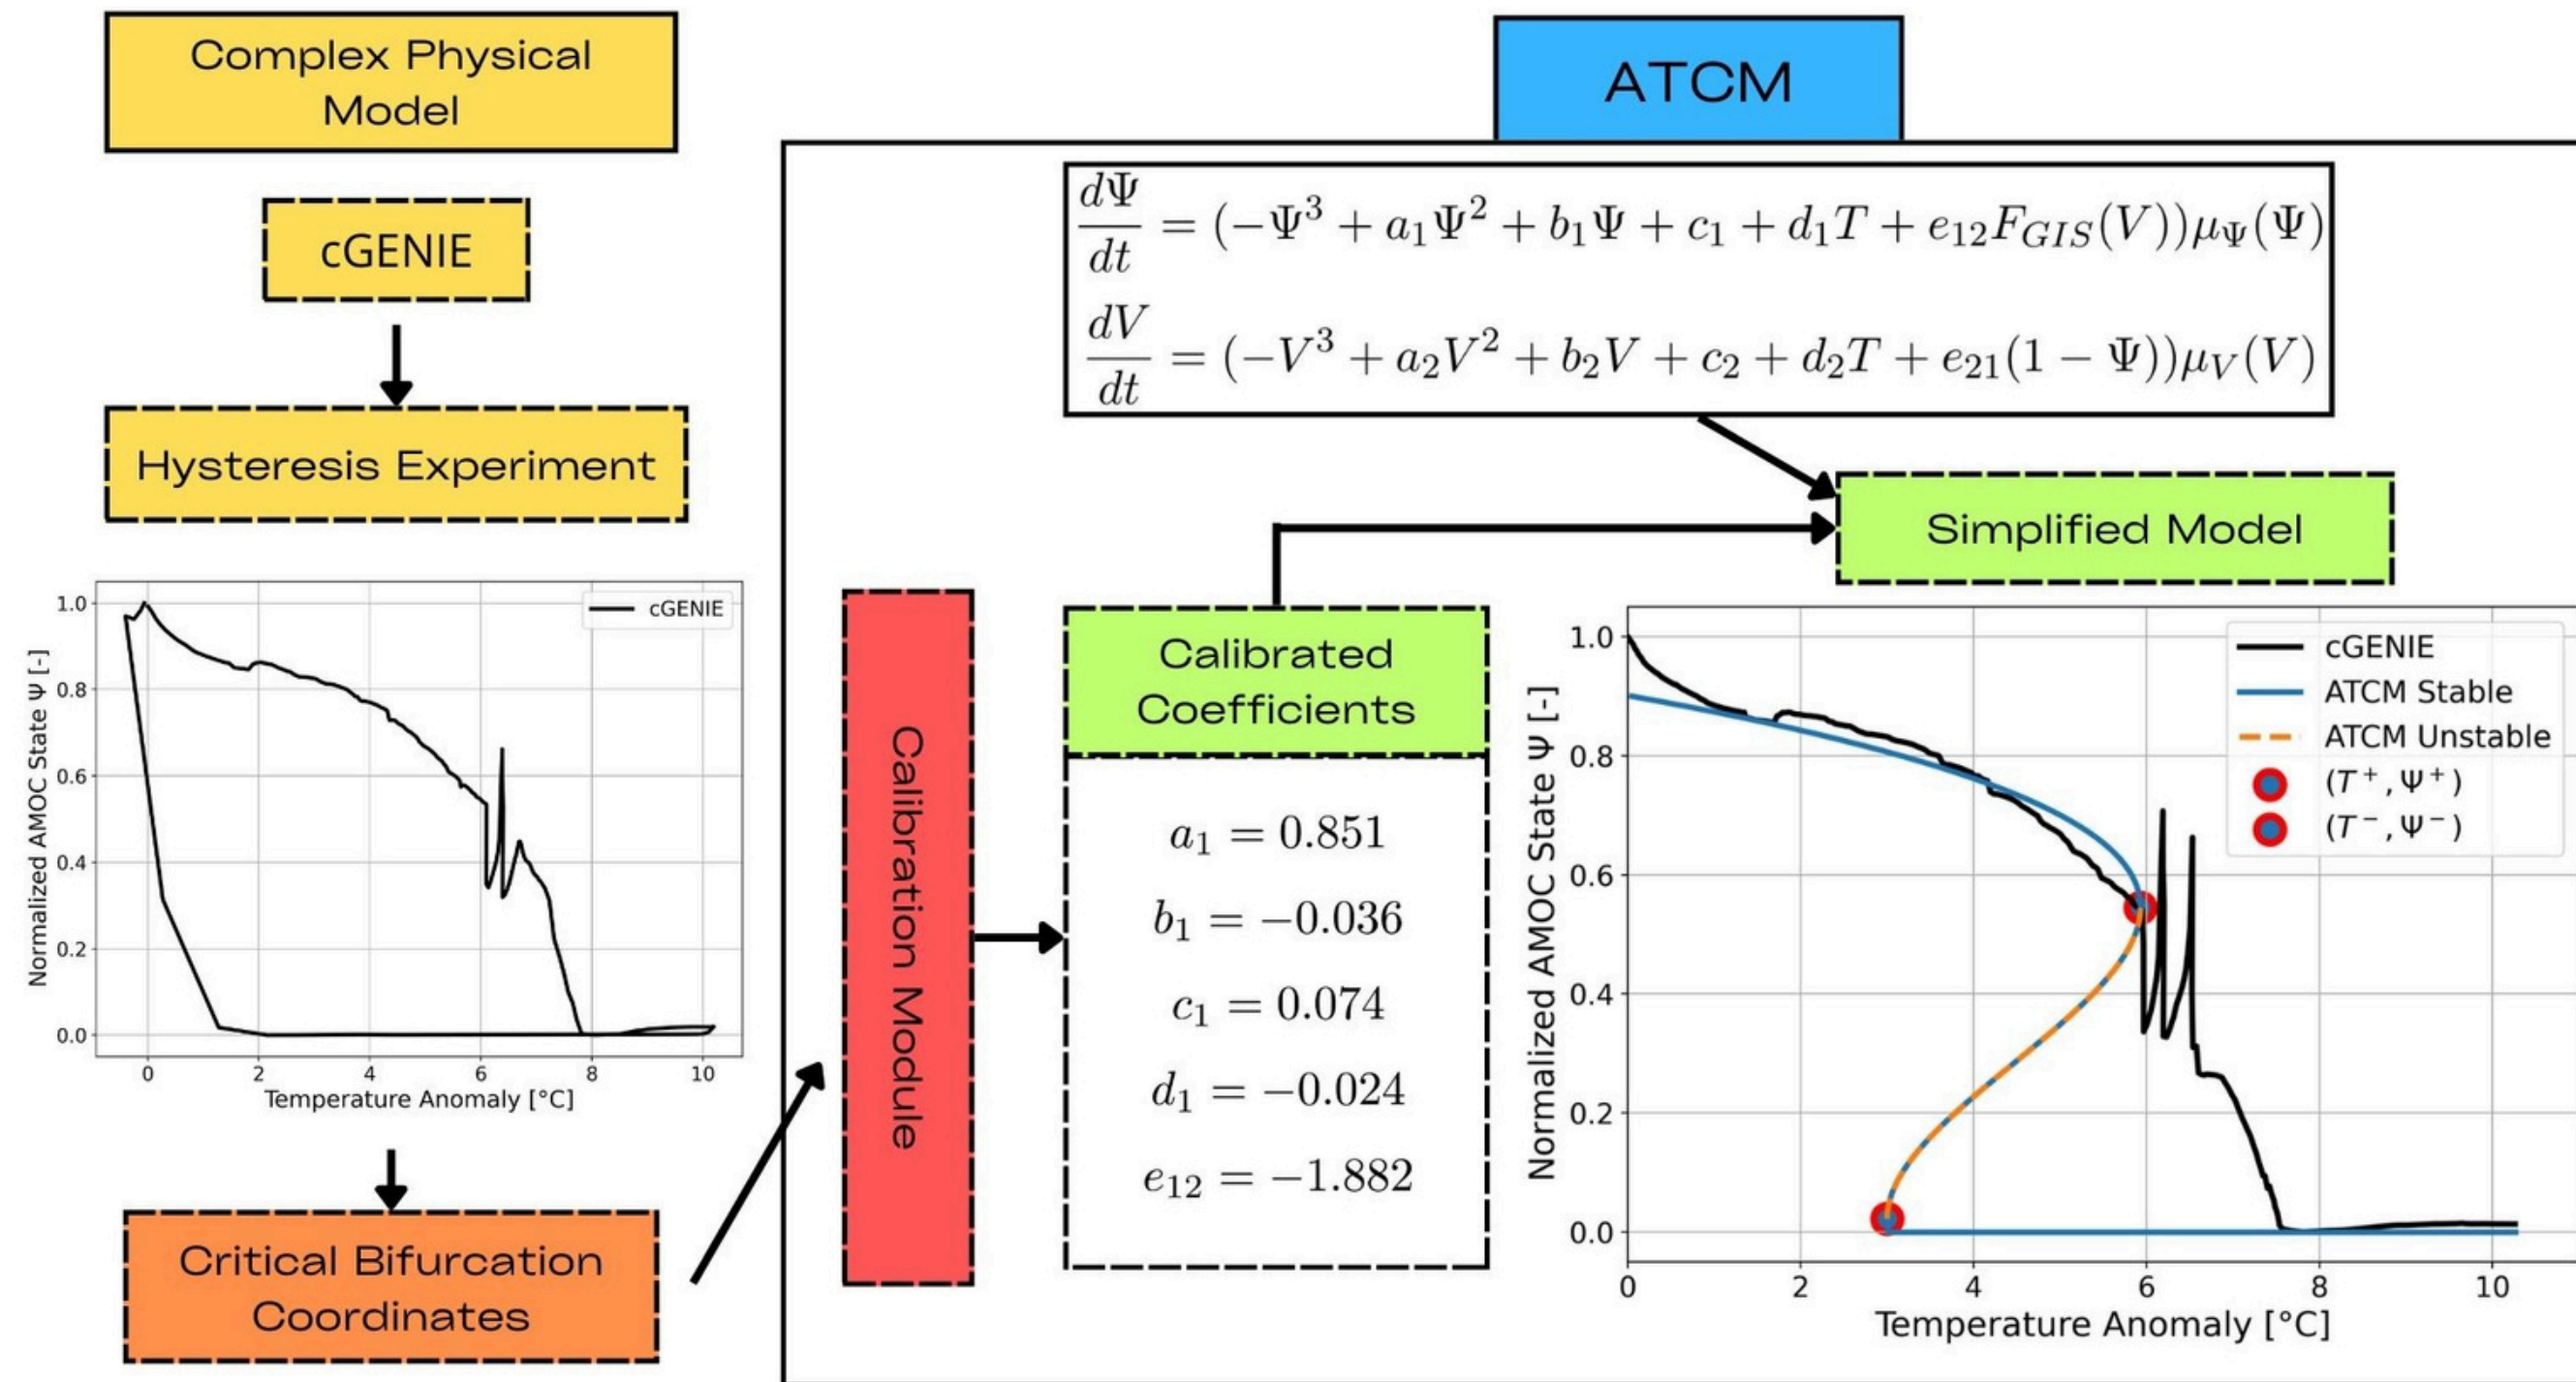 Complex Physical
Model
cGENIE
Hysteresis Experiment
1.0
0.8
0.6
0.4
0.2
0.0
Normalized AMOC State Ψ [-]
cGENIE
0 2 4 6 8 10
Temperature Anomaly [°C]
Critical Bifurcation
Coordinates
ATCM
dΨ/dt = (−Ψ³ + a₁Ψ² + b₁Ψ + c₁ + d₁T + e₁₂F_GIS(V))μ_Ψ(Ψ)
dV/dt = (−V³ + a₂V² + b₂V + c₂ + d₂T + e₂₁(1 − Ψ))μ_V(V)
Simplified Model
Calibration Module
Calibrated
Coefficients
a₁ = 0.851
b₁ = −0.036
c₁ = 0.074
d₁ = −0.024
e₁₂ = −1.882
1.0
0.8
0.6
0.4
0.2
0.0
Normalized AMOC State Ψ [-]
cGENIE
ATCM Stable
ATCM Unstable
(T⁺, Ψ⁺)
(T⁻, Ψ⁻)
0 2 4 6 8 10
Temperature Anomaly [°C]